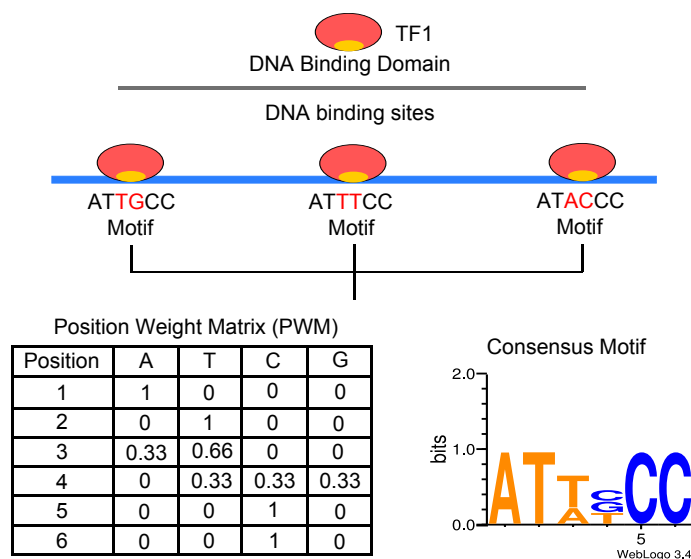 TF1
DNA Binding Domain
DNA binding sites
ATTGCC ATTTCC ATACCC
Motif Motif Motif
Position Weight Matrix (PWM)
Position A T C G
1 1 0 0 0
2 0 1 0 0
3 0.33 0.66 0 0
4 0 0.33 0.33 0.33
5 0 0 1 0
6 0 0 1 0
Consensus Motif
2.0
1.0
0.0
bits
A T T A C G T C C
5
WebLogo 3.4